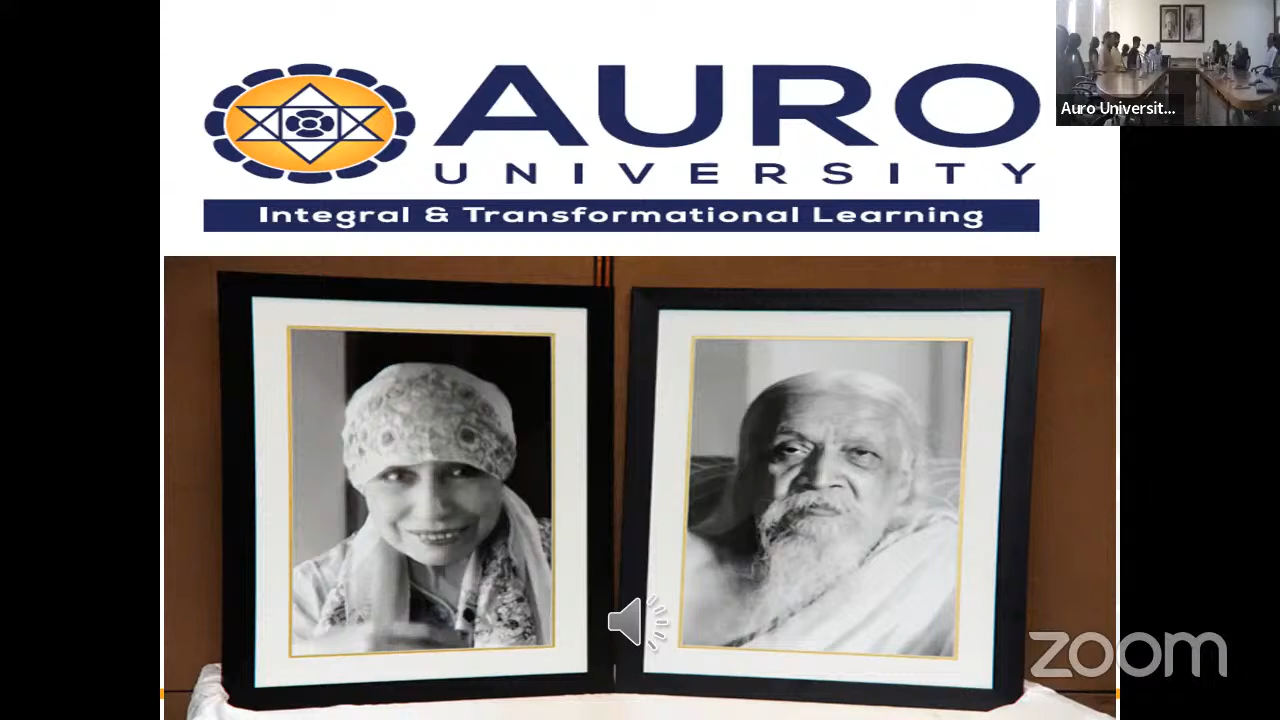 AURO
UNIVERSITY
Integral & Transformational Learning
Auro Universit...
zoom